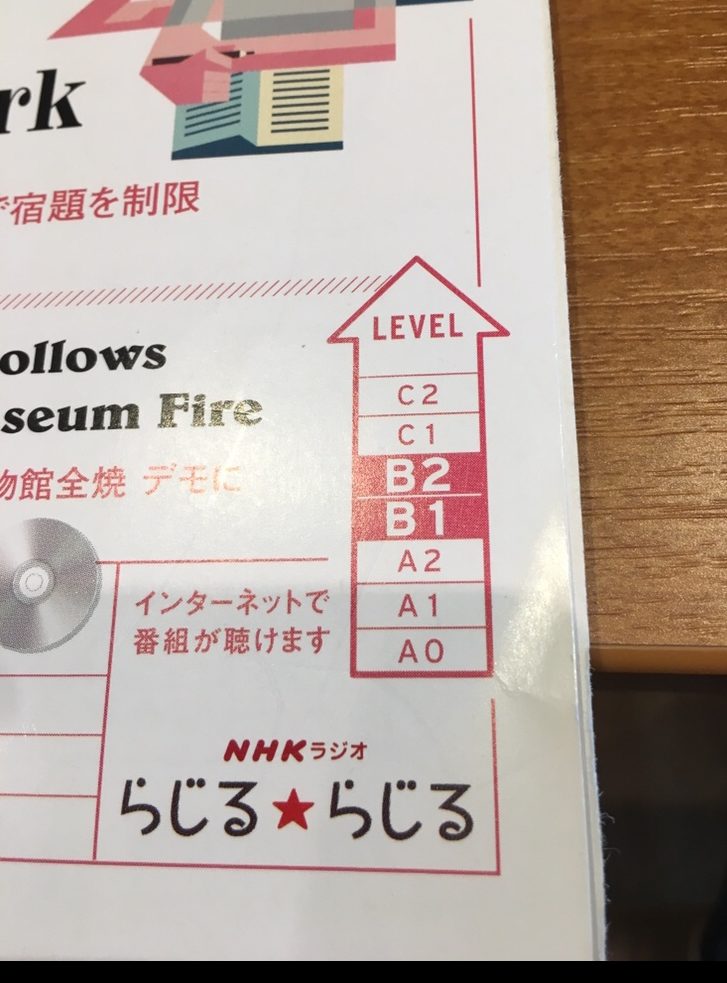 rk
で宿題を制限
ollows
seum Fire
物館全焼 デモに
LEVEL
C2
C1
B2
B1
A2
A1
A0
インターネットで
番組が聴けます
NHKラジオ
らじる★らじる